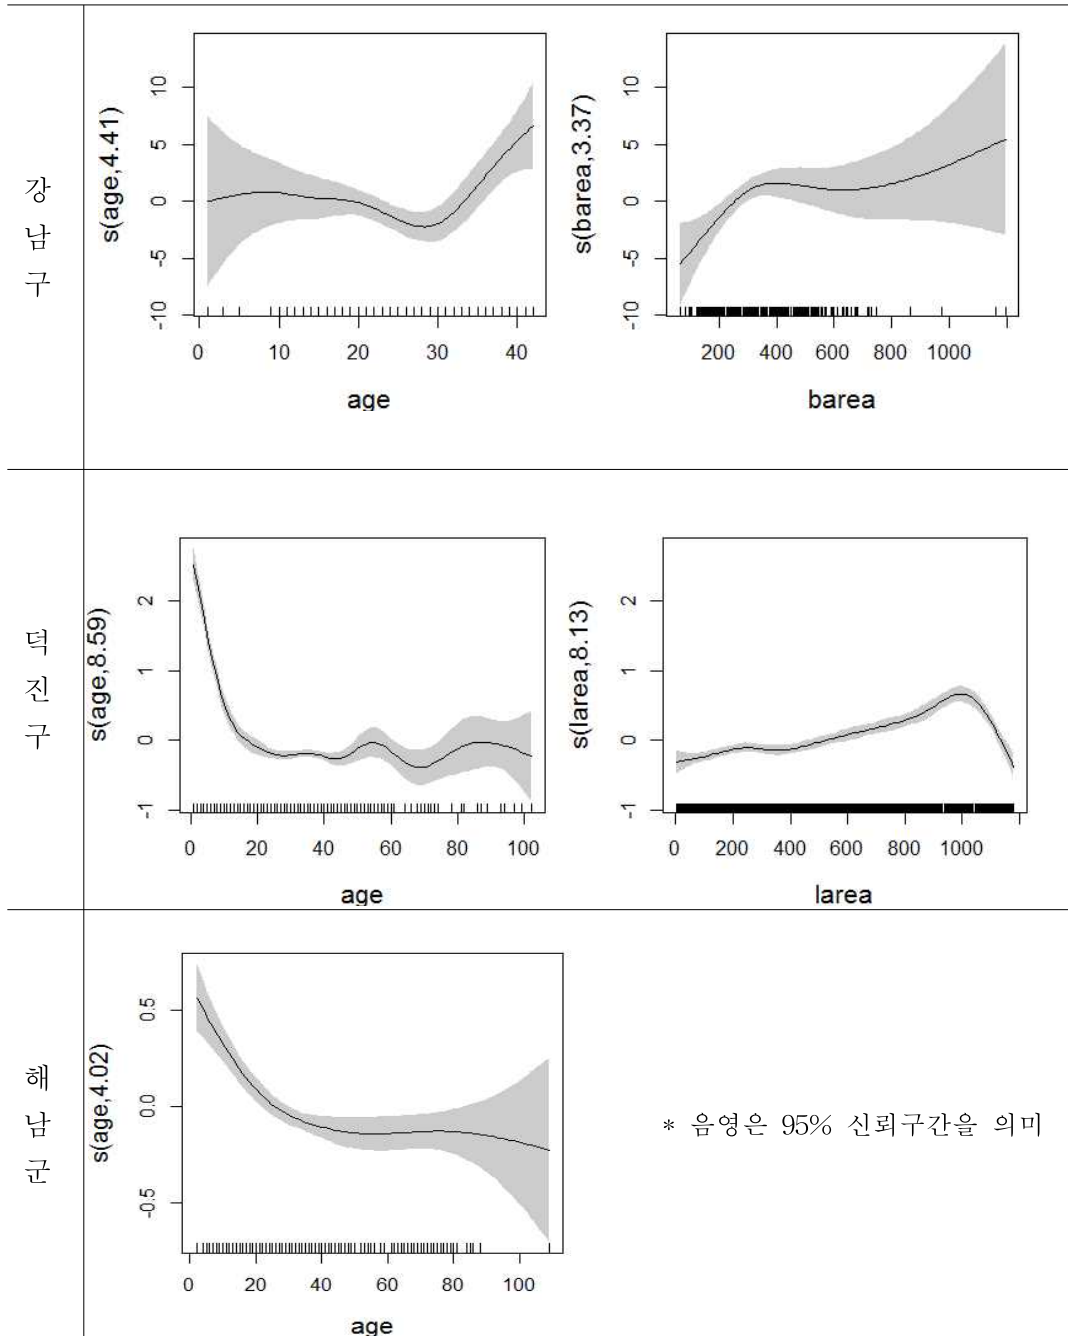 강
남
구
s(age,4.41)
10
5
0
-5
-10
0 10 20 30 40
age
s(barea,3.37)
10
5
0
-5
-10
200 400 600 800 1000
barea
덕
진
구
s(age,8.59)
2
1
0
-1
0 20 40 60 80 100
age
s(larea,8.13)
2
1
0
-1
0 200 400 600 800 1000
larea
해
남
군
s(age,4.02)
0.5
0.0
-0.5
0 20 40 60 80 100
age
* 음영은 95% 신뢰구간을 의미